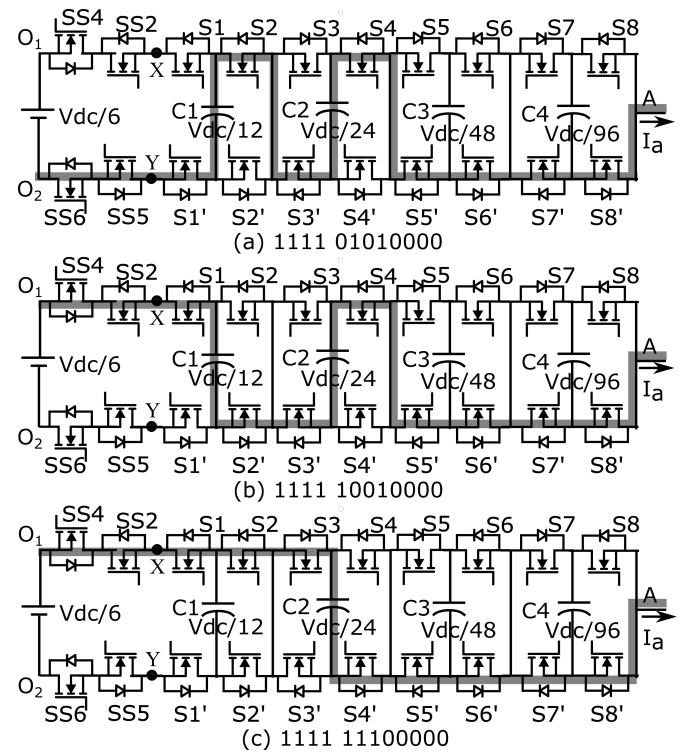 SS4 SS2 S1 S2 S3 S4 S5 S6 S7 S8
O1 X A
Vdc/6 C1 Vdc/12 C2 Vdc/24 C3 Vdc/48 C4 Vdc/96 Ia
O2 Y
SS6 SS5 S1' S2' S3' S4' S5' S6' S7' S8'
(a) 1111 01010000
SS4 SS2 S1 S2 S3 S4 S5 S6 S7 S8
O1 X A
Vdc/6 C1 Vdc/12 C2 Vdc/24 C3 Vdc/48 C4 Vdc/96 Ia
O2 Y
SS6 SS5 S1' S2' S3' S4' S5' S6' S7' S8'
(b) 1111 10010000
SS4 SS2 S1 S2 S3 S4 S5 S6 S7 S8
O1 X A
Vdc/6 C1 Vdc/12 C2 Vdc/24 C3 Vdc/48 C4 Vdc/96 Ia
O2 Y
SS6 SS5 S1' S2' S3' S4' S5' S6' S7' S8'
(c) 1111 11100000